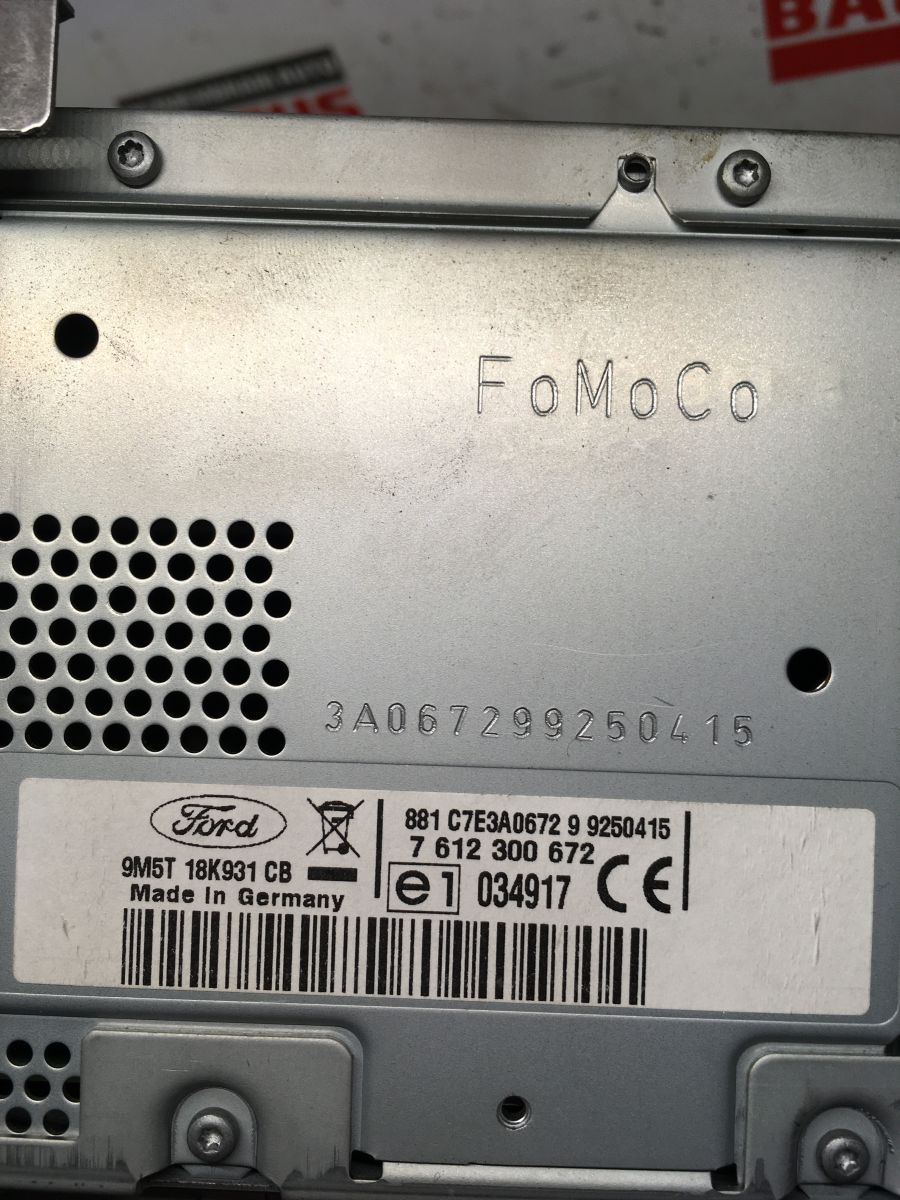 FoMoCo
3A067299250415
Ford
881 C7E3A0672 9 9250415
7 612 300 672
9M5T 18K931 CB
e1 034917 CE
Made in Germany